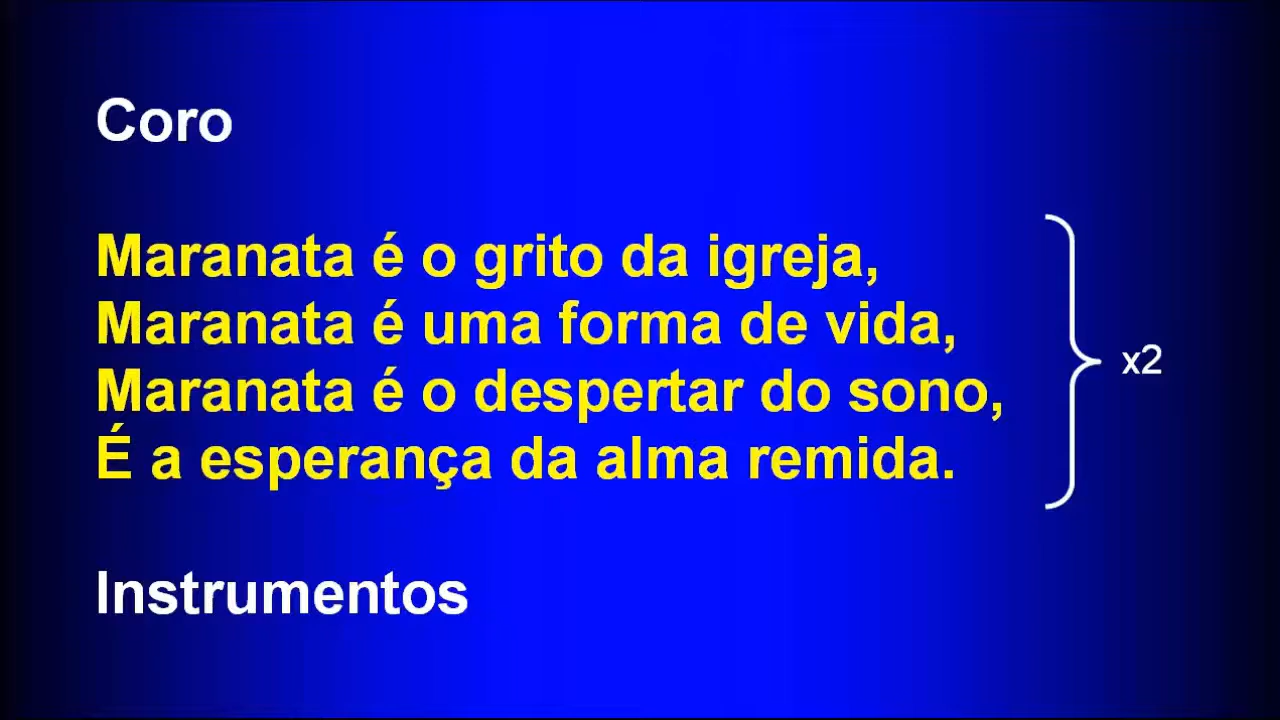 Coro
Maranata é o grito da igreja,
Maranata é uma forma de vida,
Maranata é o despertar do sono,
É a esperança da alma remida.
x2
Instrumentos